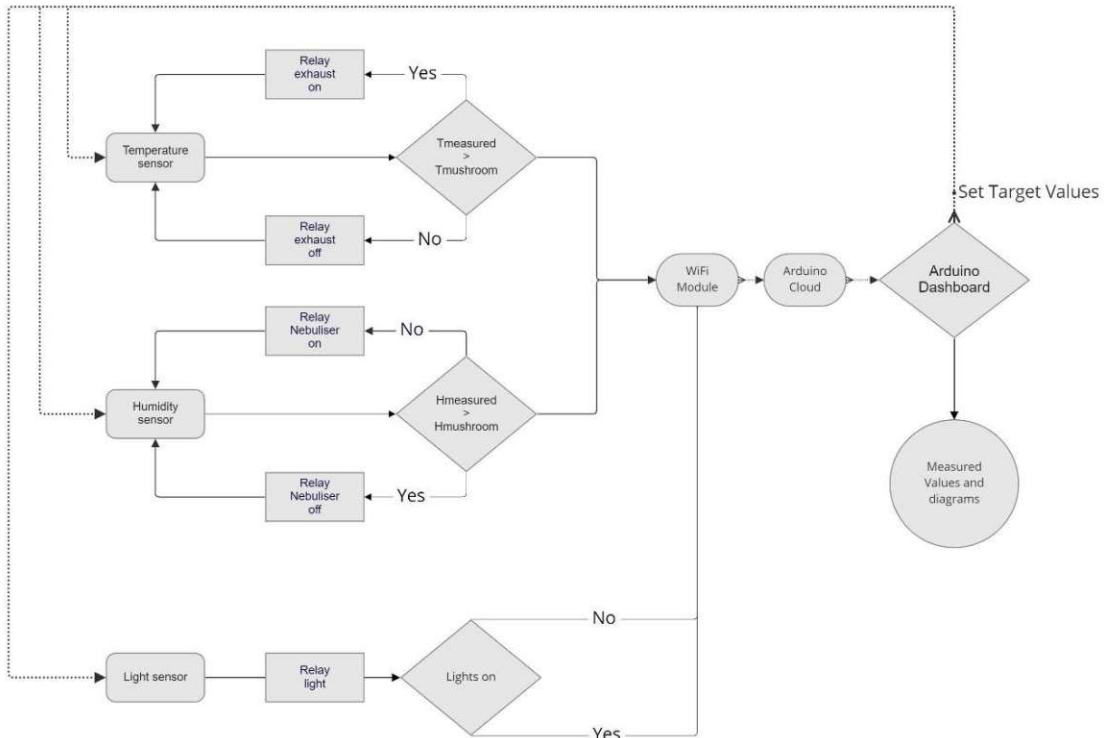 Relay
exhaust
on
Yes
Temperature
sensor
Tmeasured
>
Tmushroom
Relay
exhaust
off
No
Set Target Values
WiFi
Module
Arduino
Cloud
Arduino
Dashboard
Relay
Nebuliser
on
No
Humidity
sensor
Hmeasured
>
Hmushroom
Relay
Nebuliser
off
Yes
Measured
Values and
diagrams
No
Light sensor
Relay
light
Lights on
Yes